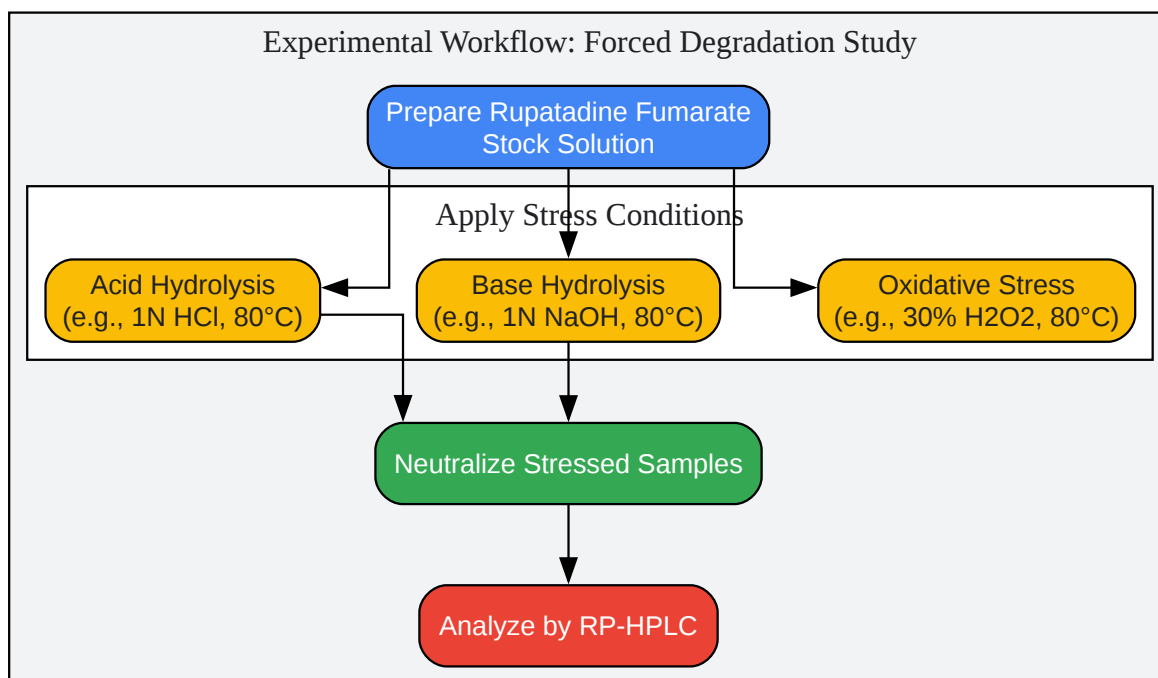 Experimental Workflow: Forced Degradation Study
Prepare Rupatadine Fumarate
Stock Solution
Apply Stress Conditions
Acid Hydrolysis
(e.g., 1N HCl, 80°C)
Base Hydrolysis
(e.g., 1N NaOH, 80°C)
Oxidative Stress
(e.g., 30% H2O2, 80°C)
Neutralize Stressed Samples
Analyze by RP-HPLC